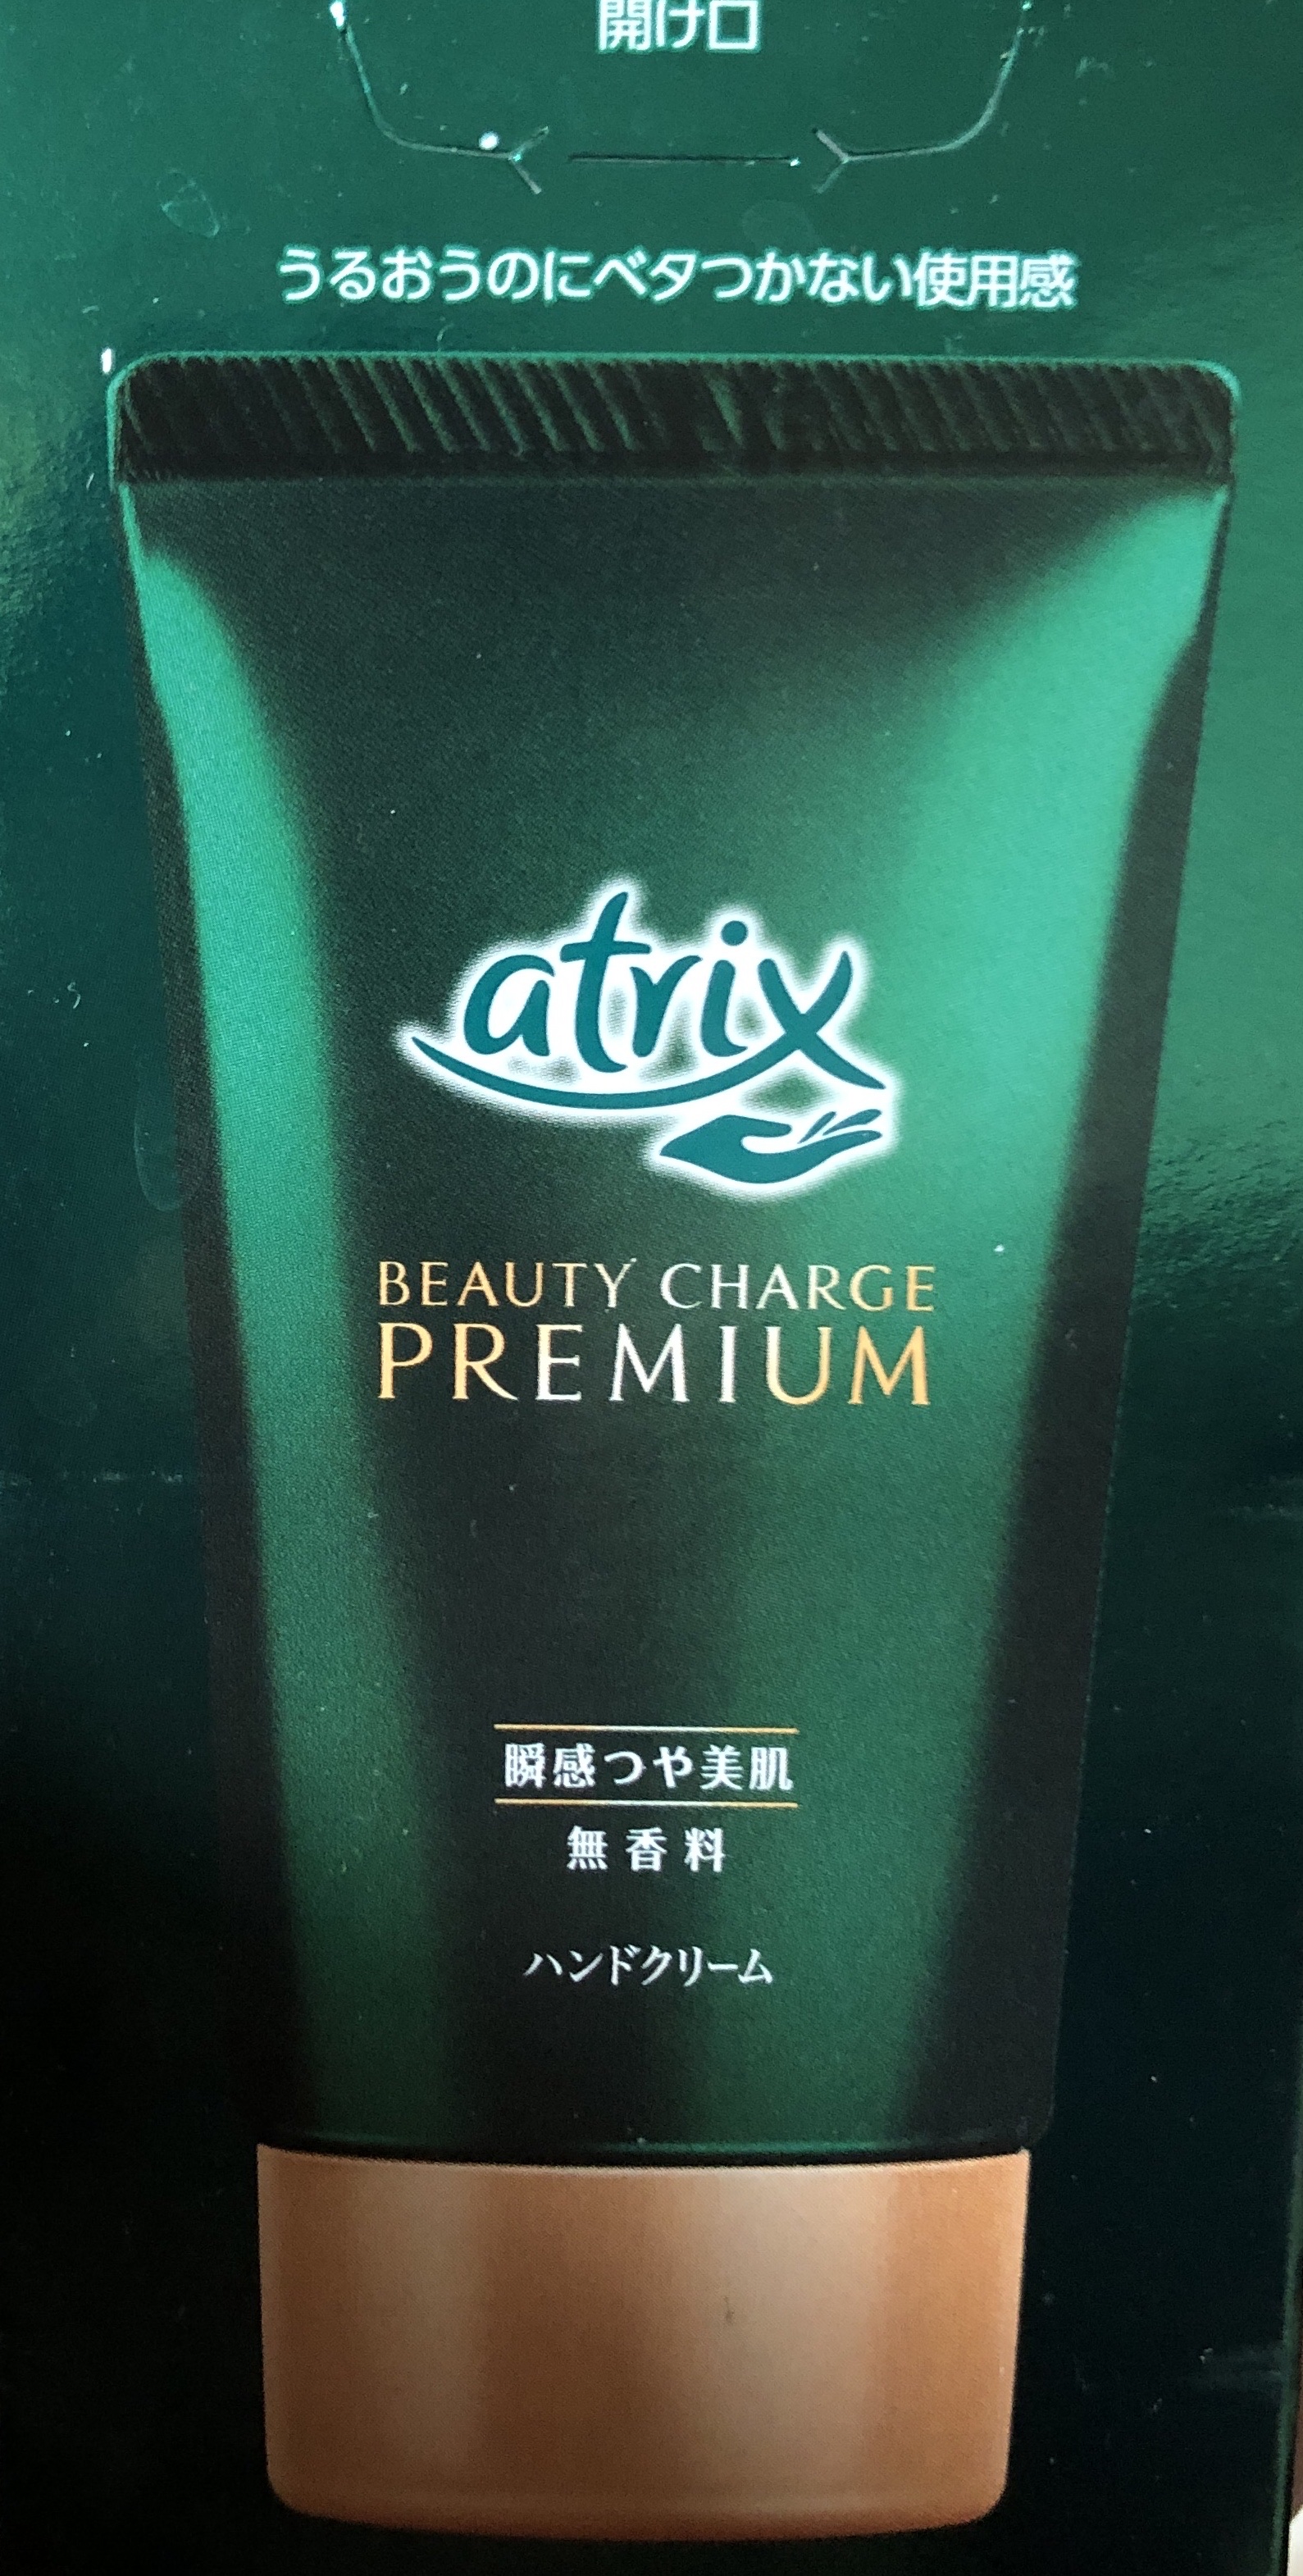 開け口
うるおうのにベタつかない使用感
atrix
BEAUTY CHARGE
PREMIUM
瞬感つや美肌
無香料
ハンドクリーム